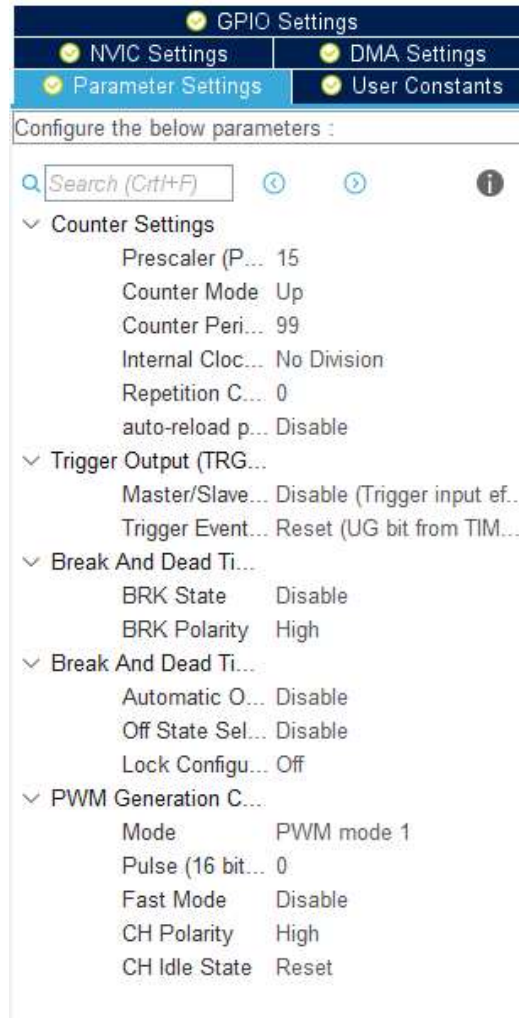 GPIO Settings
NVIC Settings DMA Settings
Parameter Settings User Constants
Configure the below parameters :
Search (Crtl+F)
Counter Settings
Prescaler (P... 15
Counter Mode Up
Counter Peri... 99
Internal Cloc... No Division
Repetition C... 0
auto-reload p... Disable
Trigger Output (TRG...
Master/Slave... Disable (Trigger input ef...
Trigger Event... Reset (UG bit from TIM...
Break And Dead Ti...
BRK State Disable
BRK Polarity High
Break And Dead Ti...
Automatic O... Disable
Off State Sel... Disable
Lock Configu... Off
PWM Generation C...
Mode PWM mode 1
Pulse (16 bit... 0
Fast Mode Disable
CH Polarity High
CH Idle State Reset